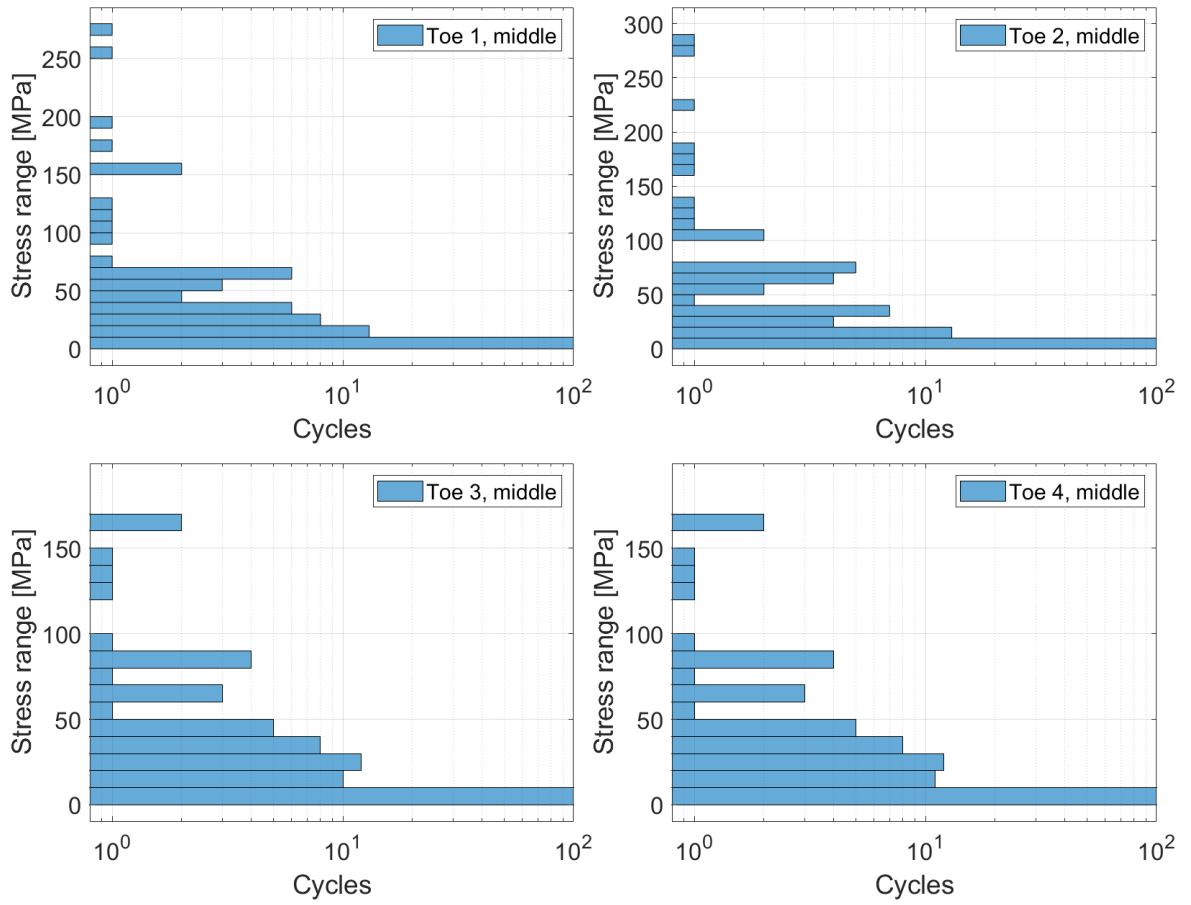 Toe 1, middle
Stress range [MPa]
250
200
150
100
50
0
10^0
10^1
10^2
Cycles
Toe 2, middle
Stress range [MPa]
300
250
200
150
100
50
0
10^0
10^1
10^2
Cycles
Toe 3, middle
Stress range [MPa]
150
100
50
0
10^0
10^1
10^2
Cycles
Toe 4, middle
Stress range [MPa]
150
100
50
0
10^0
10^1
10^2
Cycles